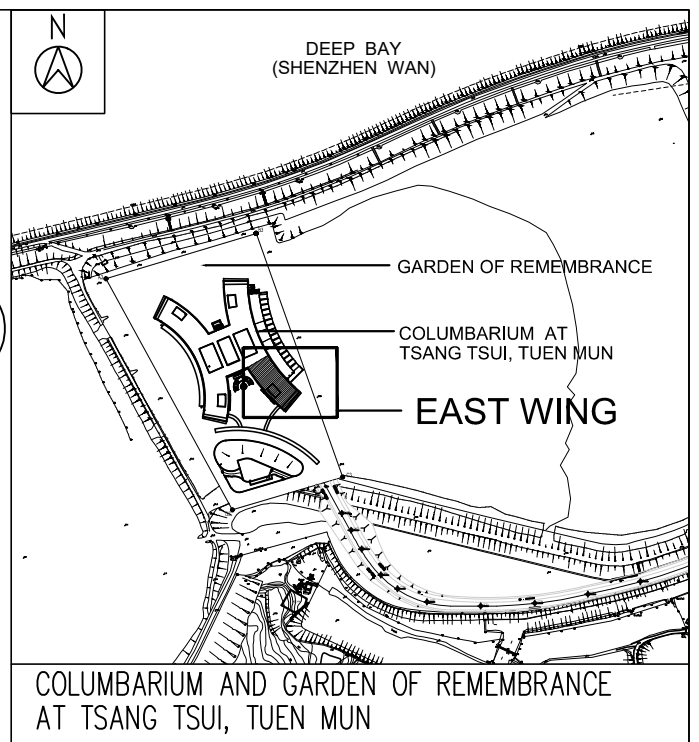 N
DEEP BAY
(SHENZHEN WAN)
GARDEN OF REMEMBRANCE
COLUMBARIUM AT
TSANG TSUI, TUEN MUN
EAST WING
COLUMBARIUM AND GARDEN OF REMEMBRANCE
AT TSANG TSUI, TUEN MUN